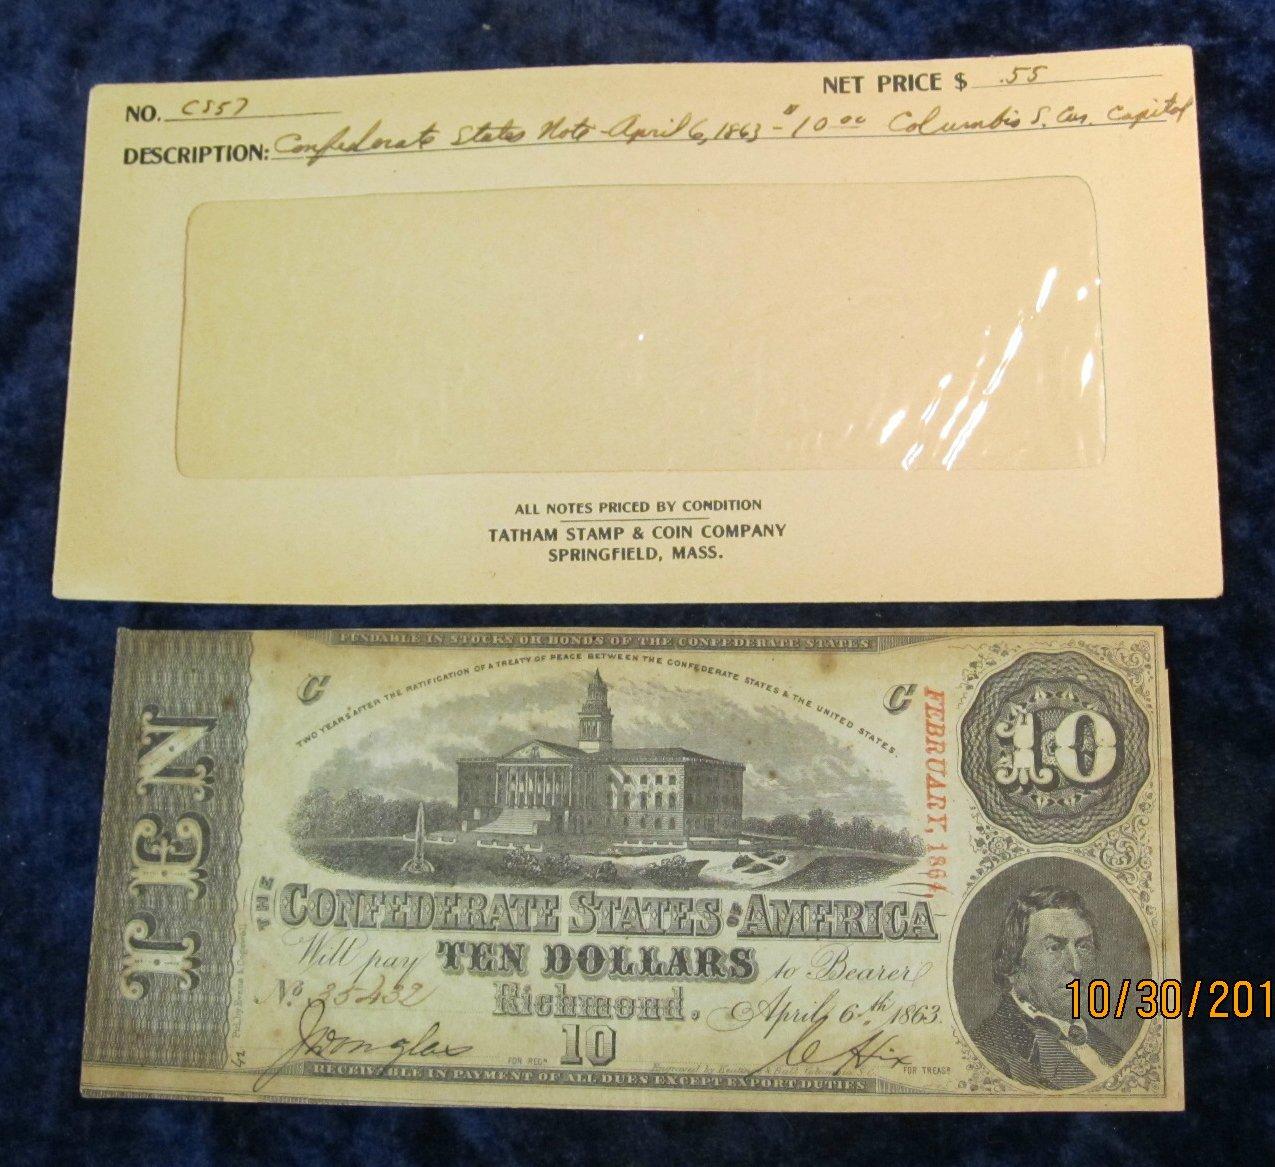 NET PRICE $ .55
NO. CS57
DESCRIPTION: Confederate States Note - April 6, 1863 - $10.00 Columbia S. Car. Capitol
ALL NOTES PRICED BY CONDITION
TATHAM STAMP & COIN COMPANY
SPRINGFIELD, MASS.
FUNDABLE IN STOCKS OR BONDS OF THE CONFEDERATE STATES
TWO YEARS AFTER THE RATIFICATION OF A TREATY OF PEACE BETWEEN THE CONFEDERATE STATES & THE UNITED STATES.
C C
TEN
FEBRUARY, 1864
10
THE CONFEDERATE STATES OF AMERICA
Will pay TEN DOLLARS to Bearer
No. 35432 Richmond, April 6th 1863.
J Douglas FOR REGR 10 C Hix FOR TREASR
42
RECEIVABLE IN PAYMENT OF ALL DUES EXCEPT EXPORT DUTIES
10/30/201